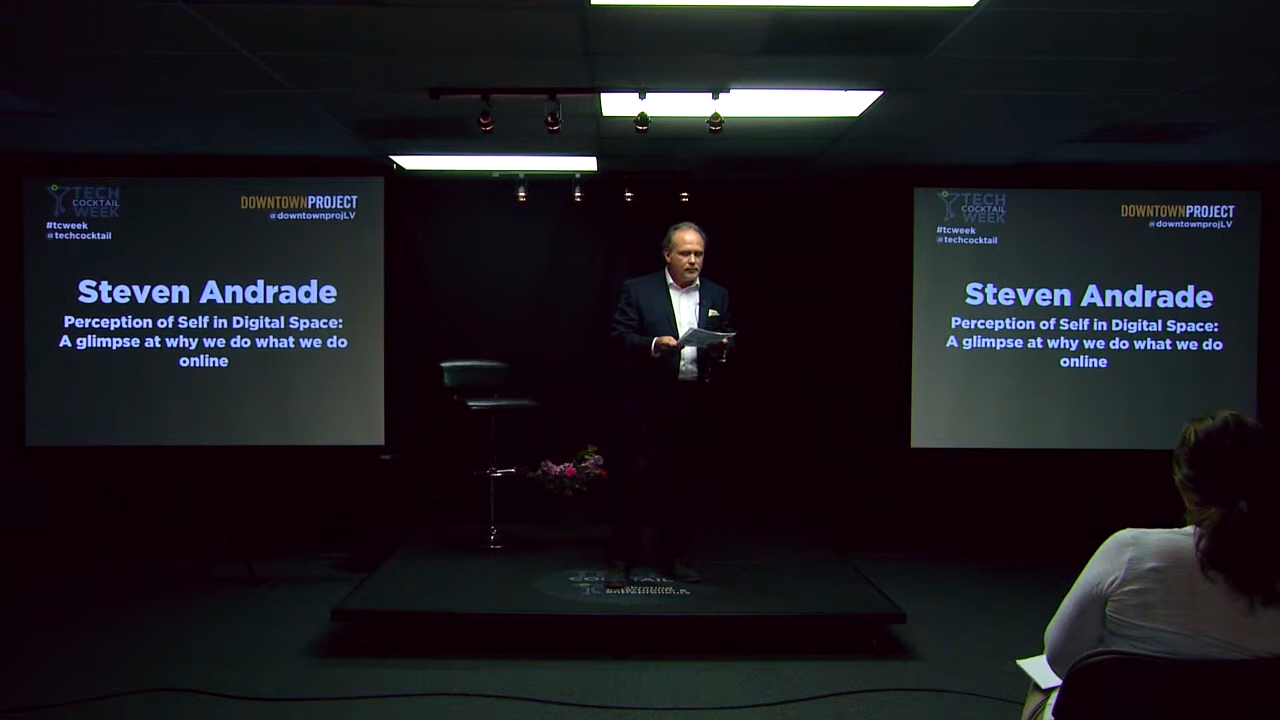 TECH
COCKTAIL
WEEK
#tcweek
@techcocktail
DOWNTOWNPROJECT
@downtownprojLV
Steven Andrade
Perception of Self in Digital Space:
A glimpse at why we do what we do
online
TECH
COCKTAIL
WEEK
#tcweek
@techcocktail
DOWNTOWNPROJECT
@downtownprojLV
Steven Andrade
Perception of Self in Digital Space:
A glimpse at why we do what we do
online
COCKTAIL